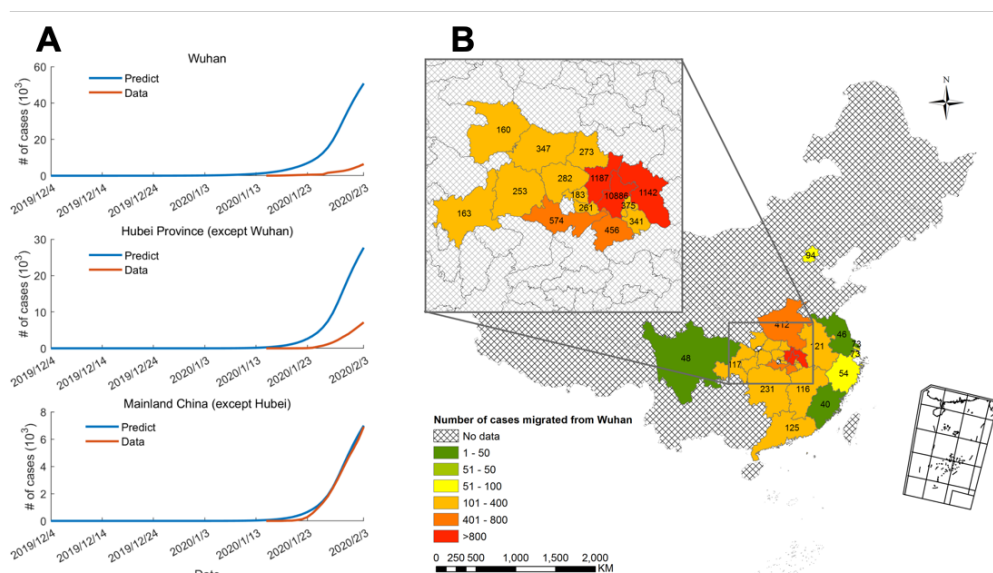 A
Wuhan
# of cases (10³)
60
40
20
0
Predict
Data
2019/12/4
2019/12/14
2019/12/24
2020/1/3
2020/1/13
2020/1/23
2020/2/3
Hubei Province (except Wuhan)
# of cases (10³)
30
20
10
0
Predict
Data
2019/12/4
2019/12/14
2019/12/24
2020/1/3
2020/1/13
2020/1/23
2020/2/3
Mainland China (except Hubei)
# of cases (10³)
8
6
4
2
0
Predict
Data
2019/12/4
2019/12/14
2019/12/24
2020/1/3
2020/1/13
2020/1/23
2020/2/3
B
N
160
347
273
1187
282
253
183
1142
163
261
375
574
456
341
94
412
46
121
73
73
48
117
54
231
116
40
125
Number of cases migrated from Wuhan
No data
1 - 50
51 - 50
51 - 100
101 - 400
401 - 800
>800
0 250 500 1,000 1,500 2,000
KM